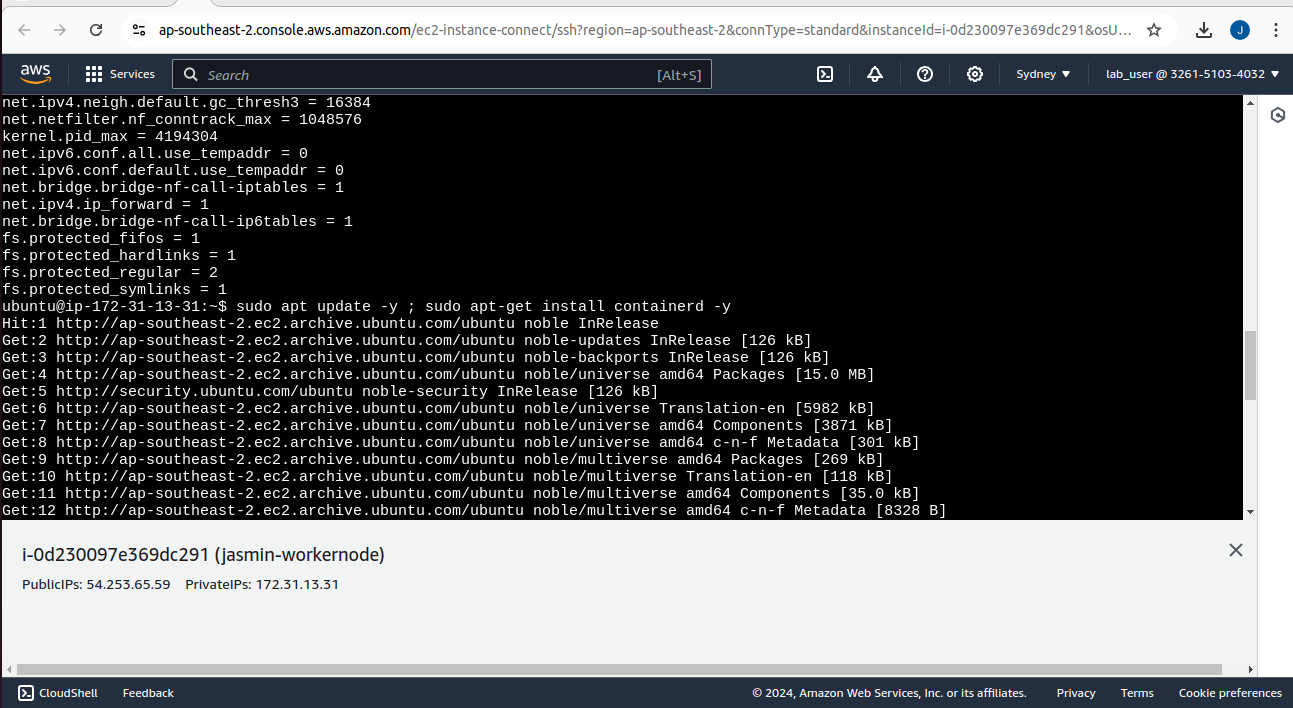 ap-southeast-2.console.aws.amazon.com/ec2-instance-connect/ssh?region=ap-southeast-2&connType=standard&instanceId=i-0d230097e369dc291&osU...
J
aws
Services
Search
[Alt+S]
Sydney
lab_user @ 3261-5103-4032
net.ipv4.neigh.default.gc_thresh3 = 16384
net.netfilter.nf_conntrack_max = 1048576
kernel.pid_max = 4194304
net.ipv6.conf.all.use_tempaddr = 0
net.ipv6.conf.default.use_tempaddr = 0
net.bridge.bridge-nf-call-iptables = 1
net.ipv4.ip_forward = 1
net.bridge.bridge-nf-call-ip6tables = 1
fs.protected_fifos = 1
fs.protected_hardlinks = 1
fs.protected_regular = 2
fs.protected_symlinks = 1
ubuntu@ip-172-31-13-31:~$ sudo apt update -y ; sudo apt-get install containerd -y
Hit:1 http://ap-southeast-2.ec2.archive.ubuntu.com/ubuntu noble InRelease
Get:2 http://ap-southeast-2.ec2.archive.ubuntu.com/ubuntu noble-updates InRelease [126 kB]
Get:3 http://ap-southeast-2.ec2.archive.ubuntu.com/ubuntu noble-backports InRelease [126 kB]
Get:4 http://ap-southeast-2.ec2.archive.ubuntu.com/ubuntu noble/universe amd64 Packages [15.0 MB]
Get:5 http://security.ubuntu.com/ubuntu noble-security InRelease [126 kB]
Get:6 http://ap-southeast-2.ec2.archive.ubuntu.com/ubuntu noble/universe Translation-en [5982 kB]
Get:7 http://ap-southeast-2.ec2.archive.ubuntu.com/ubuntu noble/universe amd64 Components [3871 kB]
Get:8 http://ap-southeast-2.ec2.archive.ubuntu.com/ubuntu noble/universe amd64 c-n-f Metadata [301 kB]
Get:9 http://ap-southeast-2.ec2.archive.ubuntu.com/ubuntu noble/multiverse amd64 Packages [269 kB]
Get:10 http://ap-southeast-2.ec2.archive.ubuntu.com/ubuntu noble/multiverse Translation-en [118 kB]
Get:11 http://ap-southeast-2.ec2.archive.ubuntu.com/ubuntu noble/multiverse amd64 Components [35.0 kB]
Get:12 http://ap-southeast-2.ec2.archive.ubuntu.com/ubuntu noble/multiverse amd64 c-n-f Metadata [8328 B]
i-0d230097e369dc291 (jasmin-workernode)
PublicIPs: 54.253.65.59 PrivateIPs: 172.31.13.31
CloudShell
Feedback
© 2024, Amazon Web Services, Inc. or its affiliates.
Privacy
Terms
Cookie preferences